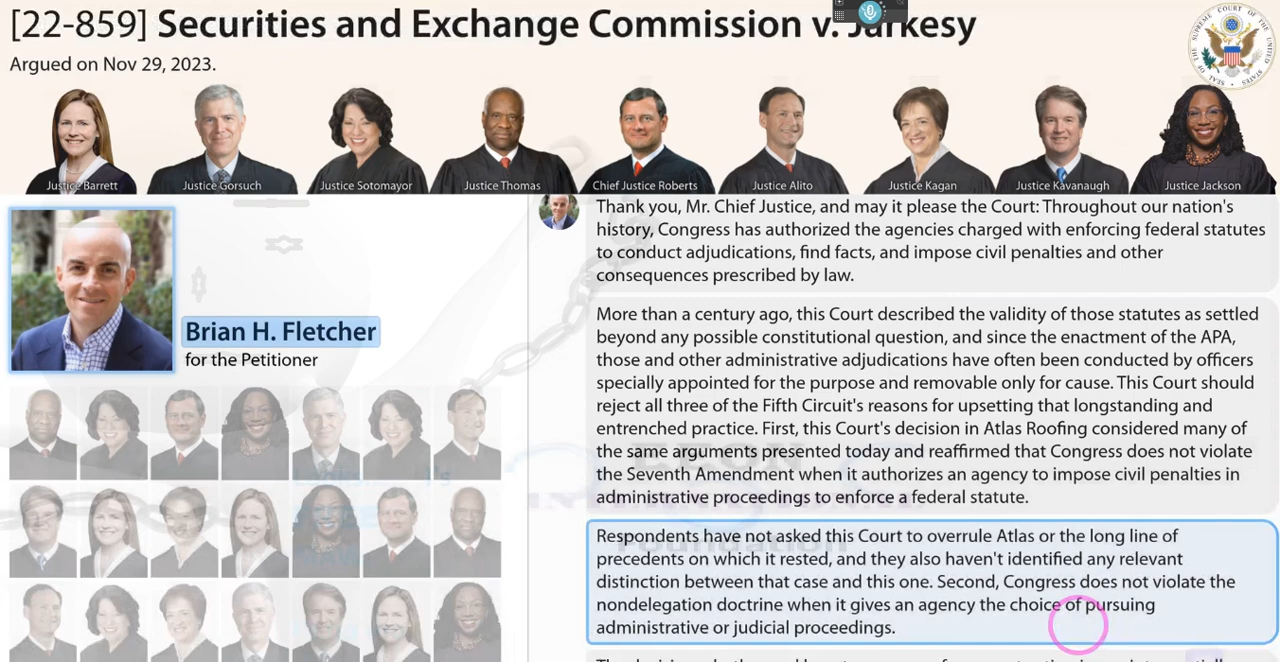 [22-859] Securities and Exchange Commission v. Jarkesy
Argued on Nov 29, 2023.
Justice Barrett
Justice Gorsuch
Justice Sotomayor
Justice Thomas
Chief Justice Roberts
Justice Alito
Justice Kagan
Justice Kavanaugh
Justice Jackson
Brian H. Fletcher
for the Petitioner
Thank you, Mr. Chief Justice, and may it please the Court: Throughout our nation's
history, Congress has authorized the agencies charged with enforcing federal statutes
to conduct adjudications, find facts, and impose civil penalties and other
consequences prescribed by law.
More than a century ago, this Court described the validity of those statutes as settled
beyond any possible constitutional question, and since the enactment of the APA,
those and other administrative adjudications have often been conducted by officers
specially appointed for the purpose and removable only for cause. This Court should
reject all three of the Fifth Circuit's reasons for upsetting that longstanding and
entrenched practice. First, this Court's decision in Atlas Roofing considered many of
the same arguments presented today and reaffirmed that Congress does not violate
the Seventh Amendment when it authorizes an agency to impose civil penalties in
administrative proceedings to enforce a federal statute.
Respondents have not asked this Court to overrule Atlas or the long line of
precedents on which it rested, and they also haven't identified any relevant
distinction between that case and this one. Second, Congress does not violate the
nondelegation doctrine when it gives an agency the choice of pursuing
administrative or judicial proceedings.